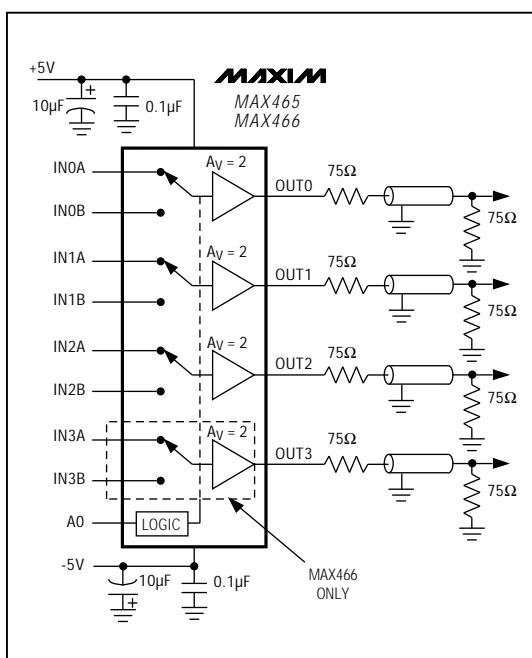 +5V
MAXIM
MAX465
MAX466
10µF
+
0.1µF
IN0A
AV = 2
OUT0
75Ω
IN0B
75Ω
IN1A
AV = 2
OUT1
75Ω
IN1B
75Ω
IN2A
AV = 2
OUT2
75Ω
IN2B
75Ω
IN3A
AV = 2
OUT3
75Ω
IN3B
75Ω
A0
LOGIC
-5V
10µF
+
0.1µF
MAX466
ONLY